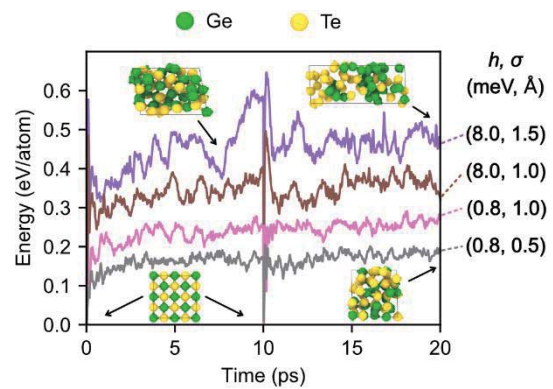 Ge Te
h, σ
(meV, Å)
0.6
0.5
0.4
0.3
0.2
0.1
0.0
Energy (eV/atom)
(8.0, 1.5)
(8.0, 1.0)
(0.8, 1.0)
(0.8, 0.5)
0 5 10 15 20
Time (ps)